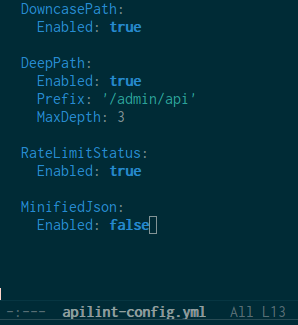 DowncasePath:
  Enabled: true

DeepPath:
  Enabled: true
  Prefix: '/admin/api'
  MaxDepth: 3

RateLimitStatus:
  Enabled: true

MinifiedJson:
  Enabled: false

-:---  apilint-config.yml   All L13